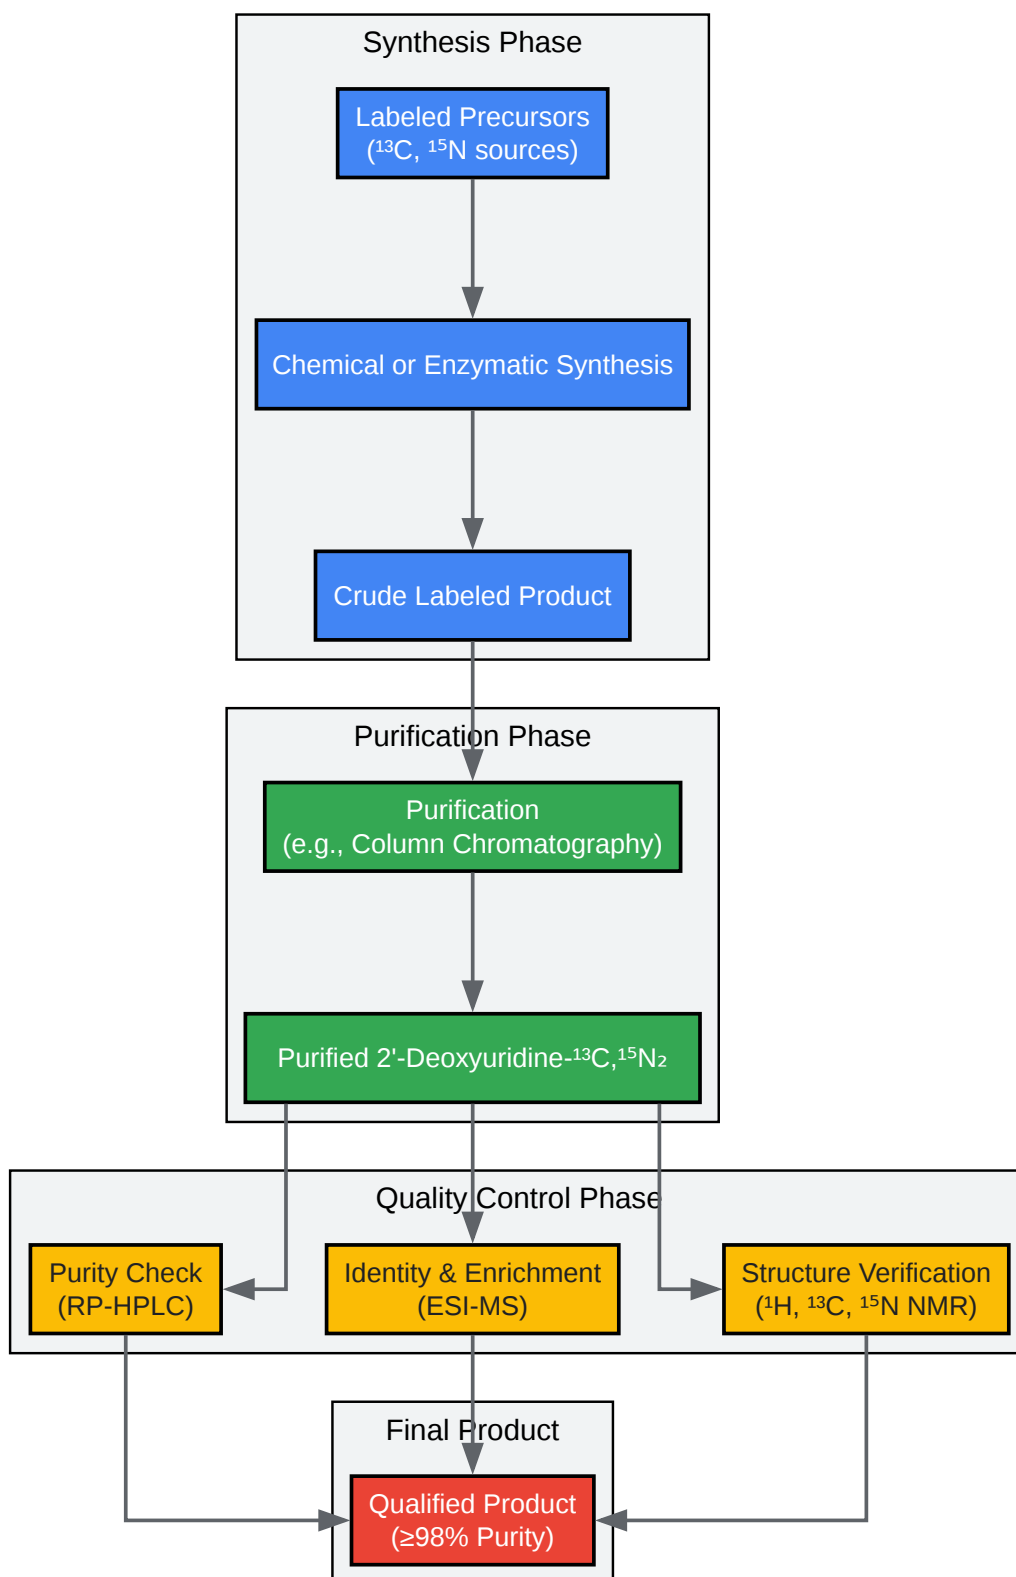 Synthesis Phase
Labeled Precursors
(¹³C, ¹⁵N sources)
Chemical or Enzymatic Synthesis
Crude Labeled Product
Purification Phase
Purification
(e.g., Column Chromatography)
Purified 2'-Deoxyuridine-¹³C,¹⁵N₂
Quality Control Phase
Purity Check
(RP-HPLC)
Identity & Enrichment
(ESI-MS)
Structure Verification
(¹H, ¹³C, ¹⁵N NMR)
Final Product
Qualified Product
(≥98% Purity)